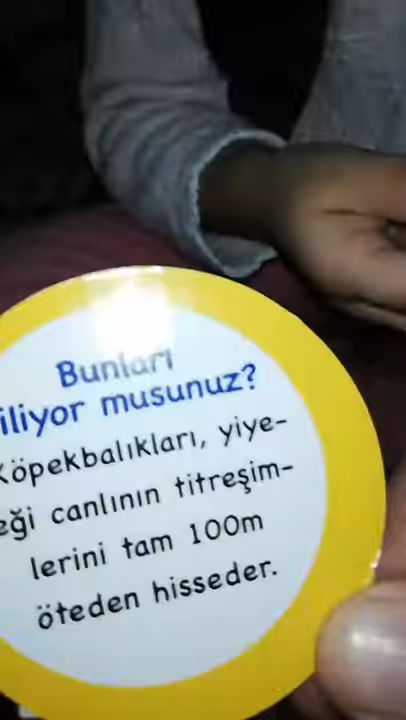 Bunları
iliyor musunuz?
Köpekbalıkları, yiye-
eği canlının titreşim-
lerini tam 100m
öteden hisseder.